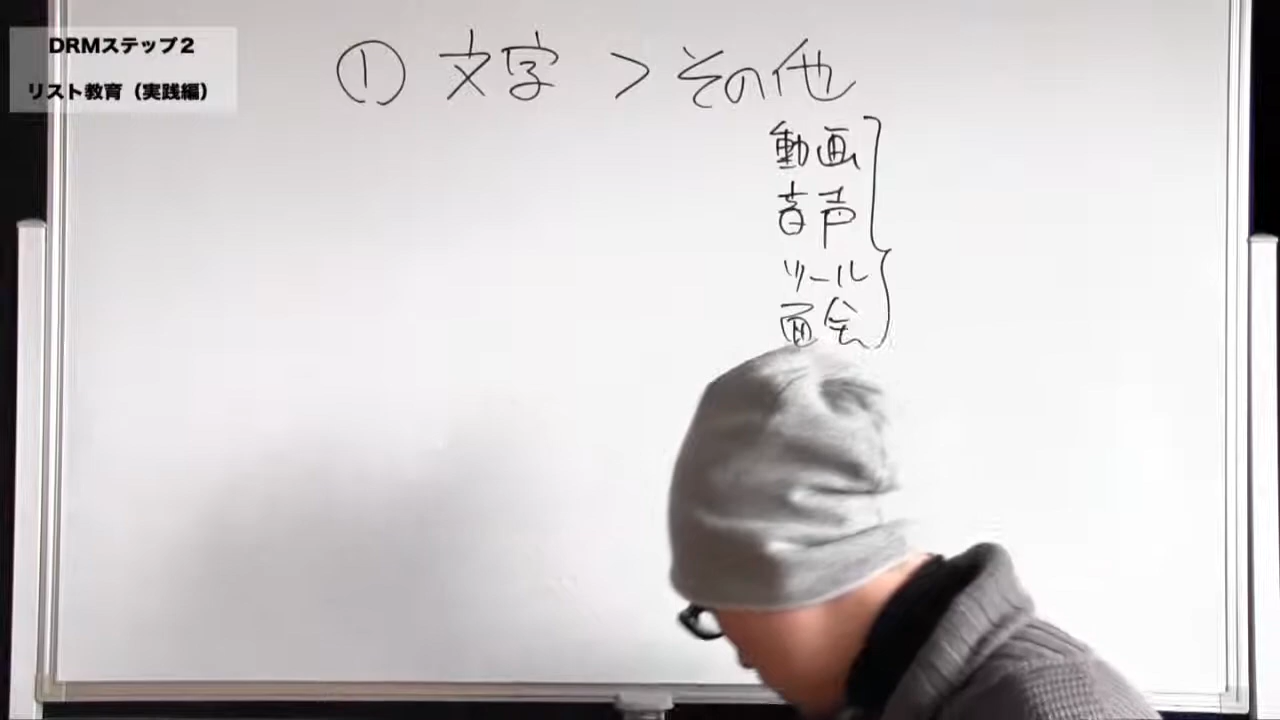 DRMステップ２
リスト教育（実践編）
① 文字 > その他
動画
音声
ツール
面会